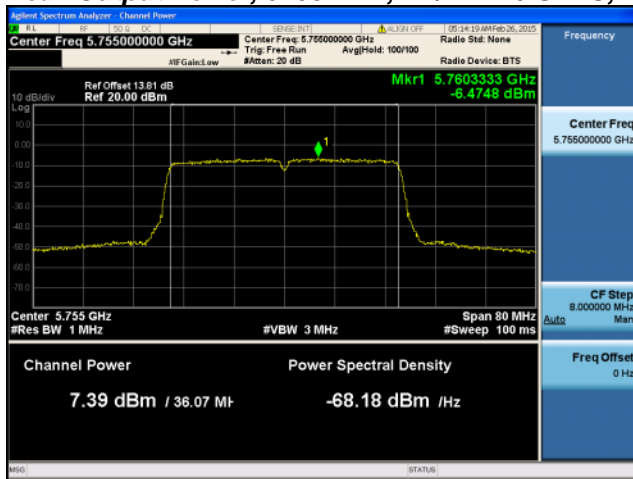 Agilent Spectrum Analyzer - Channel Power
RL RF 50 Ω DC SENSE:INT ALIGN OFF 05:14:19 AM Feb 26, 2015
Center Freq 5.755000000 GHz
Center Freq: 5.755000000 GHz
Radio Std: None
Frequency
Trig: Free Run Avg|Hold: 100/100
#IFGain:Low #Atten: 20 dB Radio Device: BTS
Ref Offset 13.81 dB
Mkr1 5.7603333 GHz
10 dB/div Ref 20.00 dBm -6.4748 dBm
Log
10.0
0.00
1
-10.0
-20.0
-30.0
-40.0
-50.0
-60.0
-70.0
Center Freq
5.755000000 GHz
CF Step
8.000000 MHz
Auto Man
Center 5.755 GHz Span 80 MHz
#Res BW 1 MHz #VBW 3 MHz #Sweep 100 ms
Freq Offset
0 Hz
Channel Power Power Spectral Density
7.39 dBm / 36.07 MH -68.18 dBm /Hz
MSG STATUS